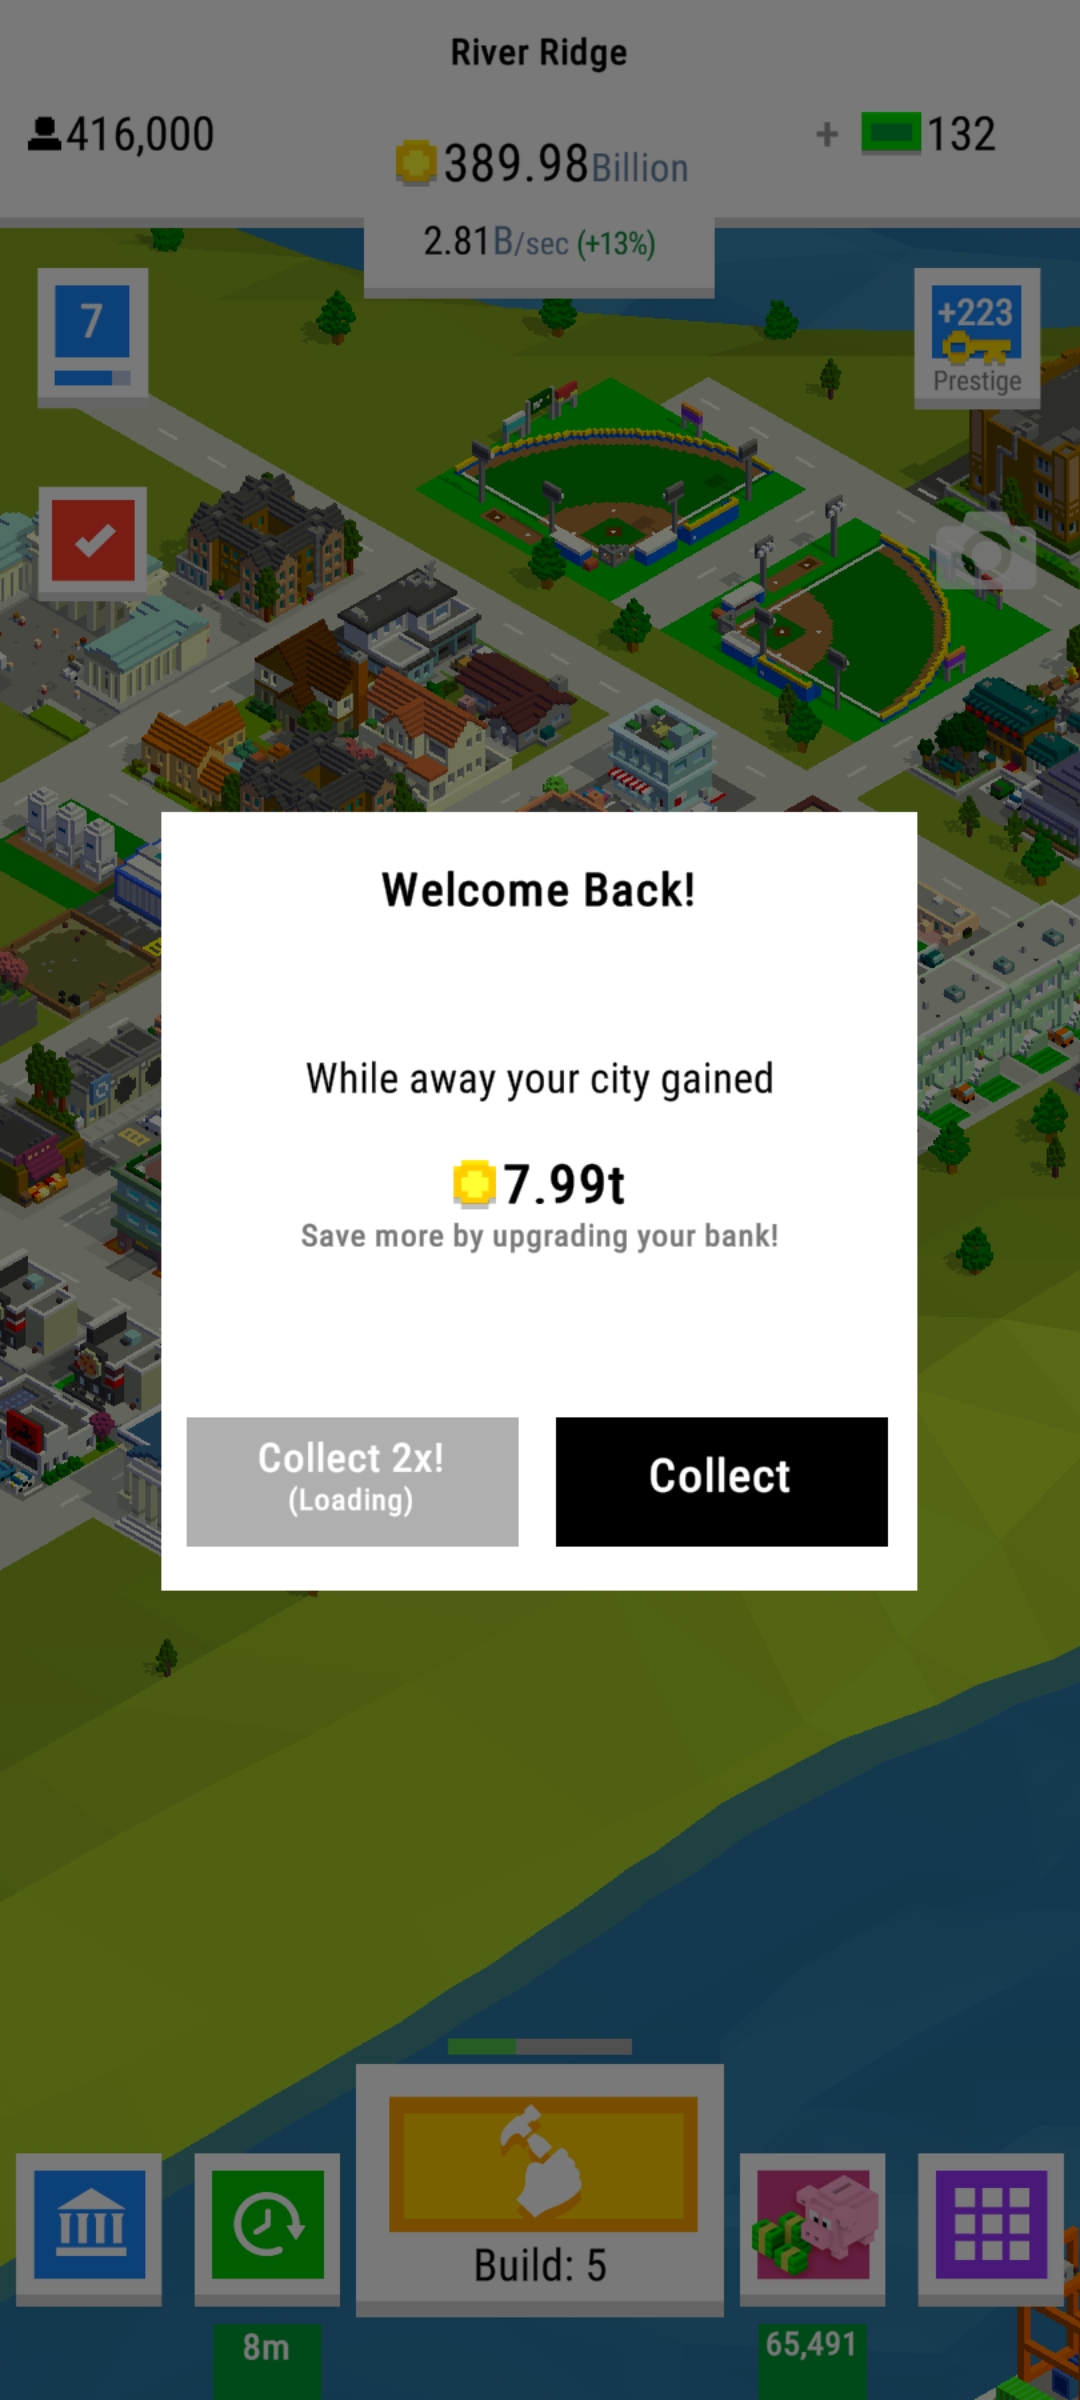 River Ridge
416,000
389.98Billion
+ 132
2.81B/sec (+13%)
7
+223
Prestige
Welcome Back!
While away your city gained
7.99t
Save more by upgrading your bank!
Collect 2x!
(Loading)
Collect
Build: 5
8m
65,491